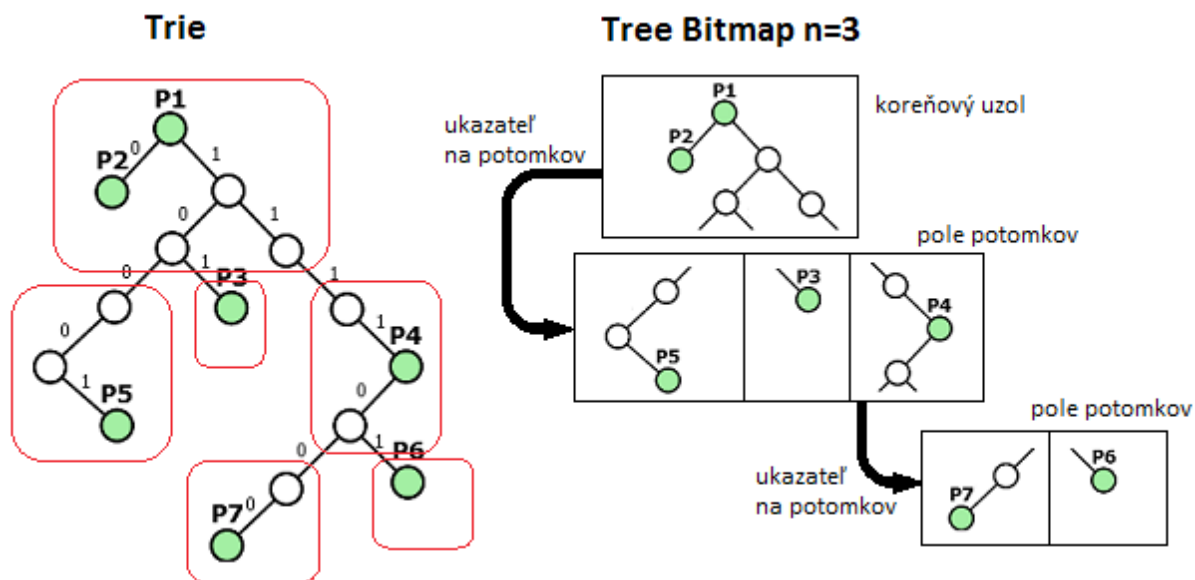 Trie
P1
P2
0
1
0
1
0
1
P3
1
0
1
P4
1
P5
0
0
1
P6
P7
0
Tree Bitmap n=3
koreňový uzol
P1
P2
ukazateľ
na potomkov
pole potomkov
P3
P4
P5
pole potomkov
ukazateľ
na potomkov
P6
P7